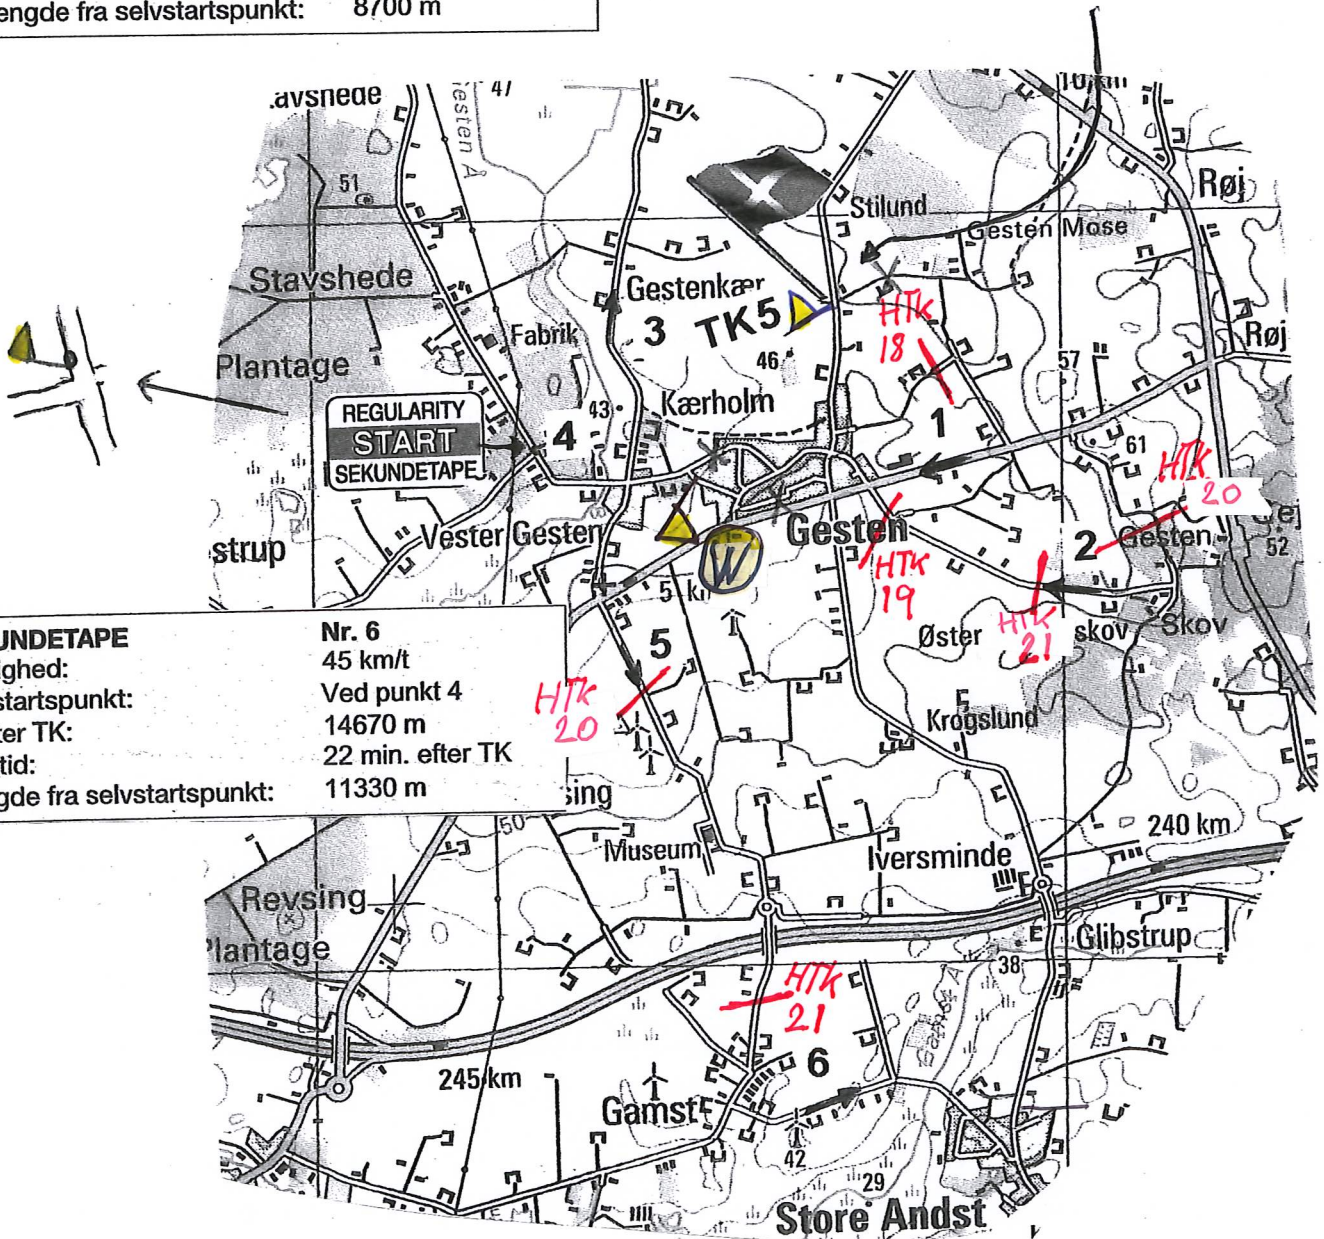 engde fra selvstartspunkt: 8700 m
.avshede
47
esten Å
10 km
51
Røj
Stilund
Gesten Mose
Stavshede
Gestenkær
3
TK5
HTK
18
Fabrik
46
57
Røj
Plantage
Kærholm
REGULARITY
START
SEKUNDETAPE
43
4
1
61
HTK
20
Vester Gesten
Gesten
2
Gesten
52
strup
W
HTK
19
5 k
Øster
HTK
21
skov
Skov
UNDETAPE Nr. 6
ighed: 45 km/t
startspunkt: Ved punkt 4
ter TK: 14670 m
tid: 22 min. efter TK
gde fra selvstartspunkt: 11330 m
5
HTK
20
Krogslund
sing
50
Museum
Iversminde
240 km
Revsing
Plantage
E
Glibstrup
38
HTK
21
Gamst Å
6
245 km
Gamst
42
29
Store Andst